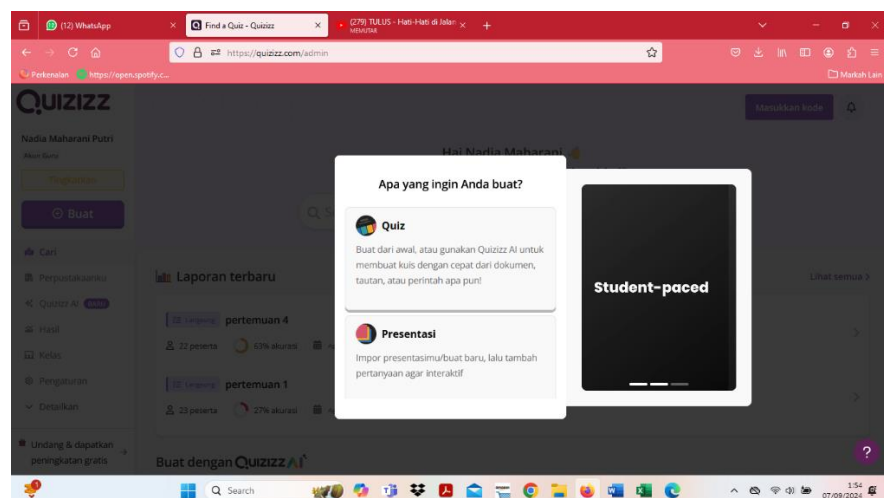 (12) WhatsApp
Find a Quiz - Quizizz
(279) TULUS - Hati-Hati di Jalan
MEMUTAR
https://quizizz.com/admin
Perkenalan
https://open.spotify.c...
Markah Lain
QUIZIZZ
Masukkan kode
Nadia Maharani Putri
Hai Nadia Maharani
Buat
Apa yang ingin Anda buat?
Quiz
Buat dari awal, atau gunakan Quizizz AI untuk
membuat kuis dengan cepat dari dokumen,
tautan, atau perintah apa pun!
Student-paced
Presentasi
Impor presentasimu/buat baru, lalu tambah
pertanyaan agar interaktif
Cari
Perpustakaanku
Quizizz AI
Hasil
Kelas
Pengaturan
Detailkan
Laporan terbaru
Lihat semua >
pertemuan 4
22 peserta
63% akurasi
pertemuan 1
23 peserta
27% akurasi
Undang & dapatkan
peningkatan gratis
Buat dengan QUIZIZZ AI
?
Search
1:54
07/09/2024